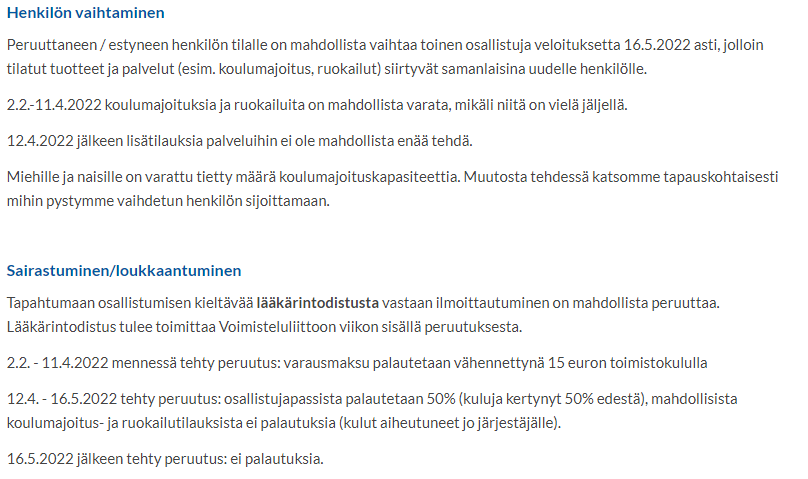 Henkilön vaihtaminen
Peruuttaneen / estyneen henkilön tilalle on mahdollista vaihtaa toinen osallistuja veloituksetta 16.5.2022 asti, jolloin
tilatut tuotteet ja palvelut (esim. koulumajoitus, ruokailut) siirtyvät samanlaisina uudelle henkilölle.
2.2.-11.4.2022 koulumajoituksia ja ruokailuita on mahdollista varata, mikäli niitä on vielä jäljellä.
12.4.2022 jälkeen lisätilauksia palveluihin ei ole mahdollista enää tehdä.
Miehille ja naisille on varattu tietty määrä koulumajoituskapasiteettia. Muutosta tehdessä katsomme tapauskohtaisesti
mihin pystymme vaihdetun henkilön sijoittamaan.
Sairastuminen/loukkaantuminen
Tapahtumaan osallistumisen kieltävää lääkärintodistusta vastaan ilmoittautuminen on mahdollista peruuttaa.
Lääkärintodistus tulee toimittaa Voimisteluliittoon viikon sisällä peruutuksesta.
2.2. - 11.4.2022 mennessä tehty peruutus: varausmaksu palautetaan vähennettynä 15 euron toimistokululla
12.4. - 16.5.2022 tehty peruutus: osallistujapassista palautetaan 50% (kuluja kertynyt 50% edestä), mahdollisista
koulumajoitus- ja ruokailutilauksista ei palautuksia (kulut aiheutuneet jo järjestäjälle).
16.5.2022 jälkeen tehty peruutus: ei palautuksia.